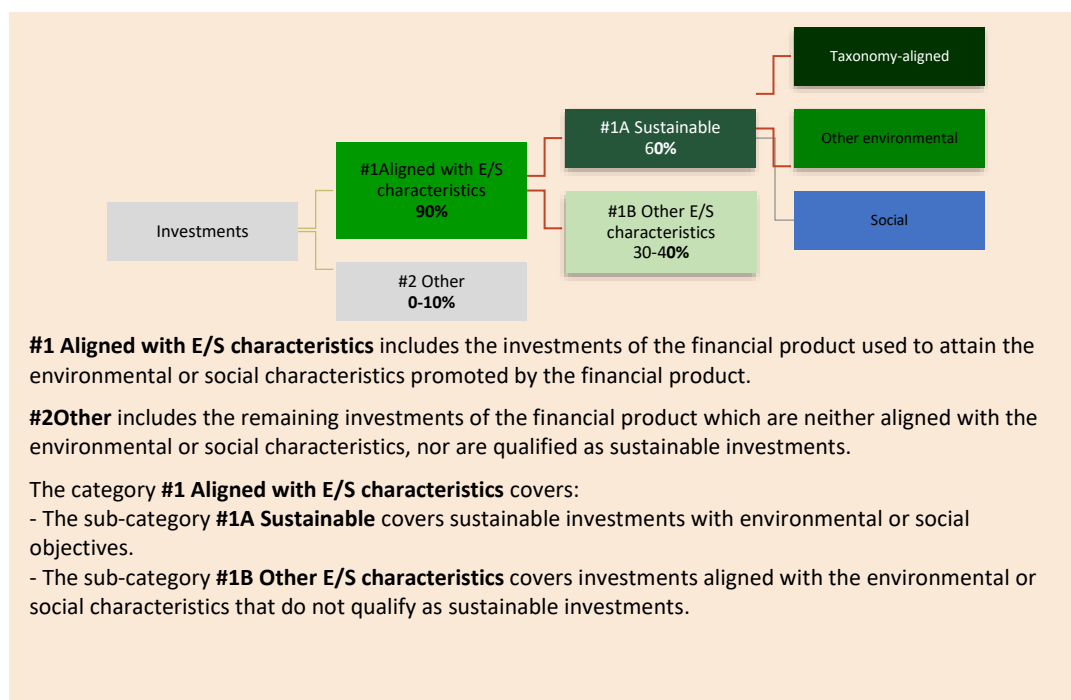 Taxonomy-aligned
#1A Sustainable
60%
Other environmental
#1Aligned with E/S
characteristics
90%
#1B Other E/S
characteristics
30-40%
Social
Investments
#2 Other
0-10%
#1 Aligned with E/S characteristics includes the investments of the financial product used to attain the
environmental or social characteristics promoted by the financial product.
#2Other includes the remaining investments of the financial product which are neither aligned with the
environmental or social characteristics, nor are qualified as sustainable investments.
The category #1 Aligned with E/S characteristics covers:
- The sub-category #1A Sustainable covers sustainable investments with environmental or social
objectives.
- The sub-category #1B Other E/S characteristics covers investments aligned with the environmental or
social characteristics that do not qualify as sustainable investments.